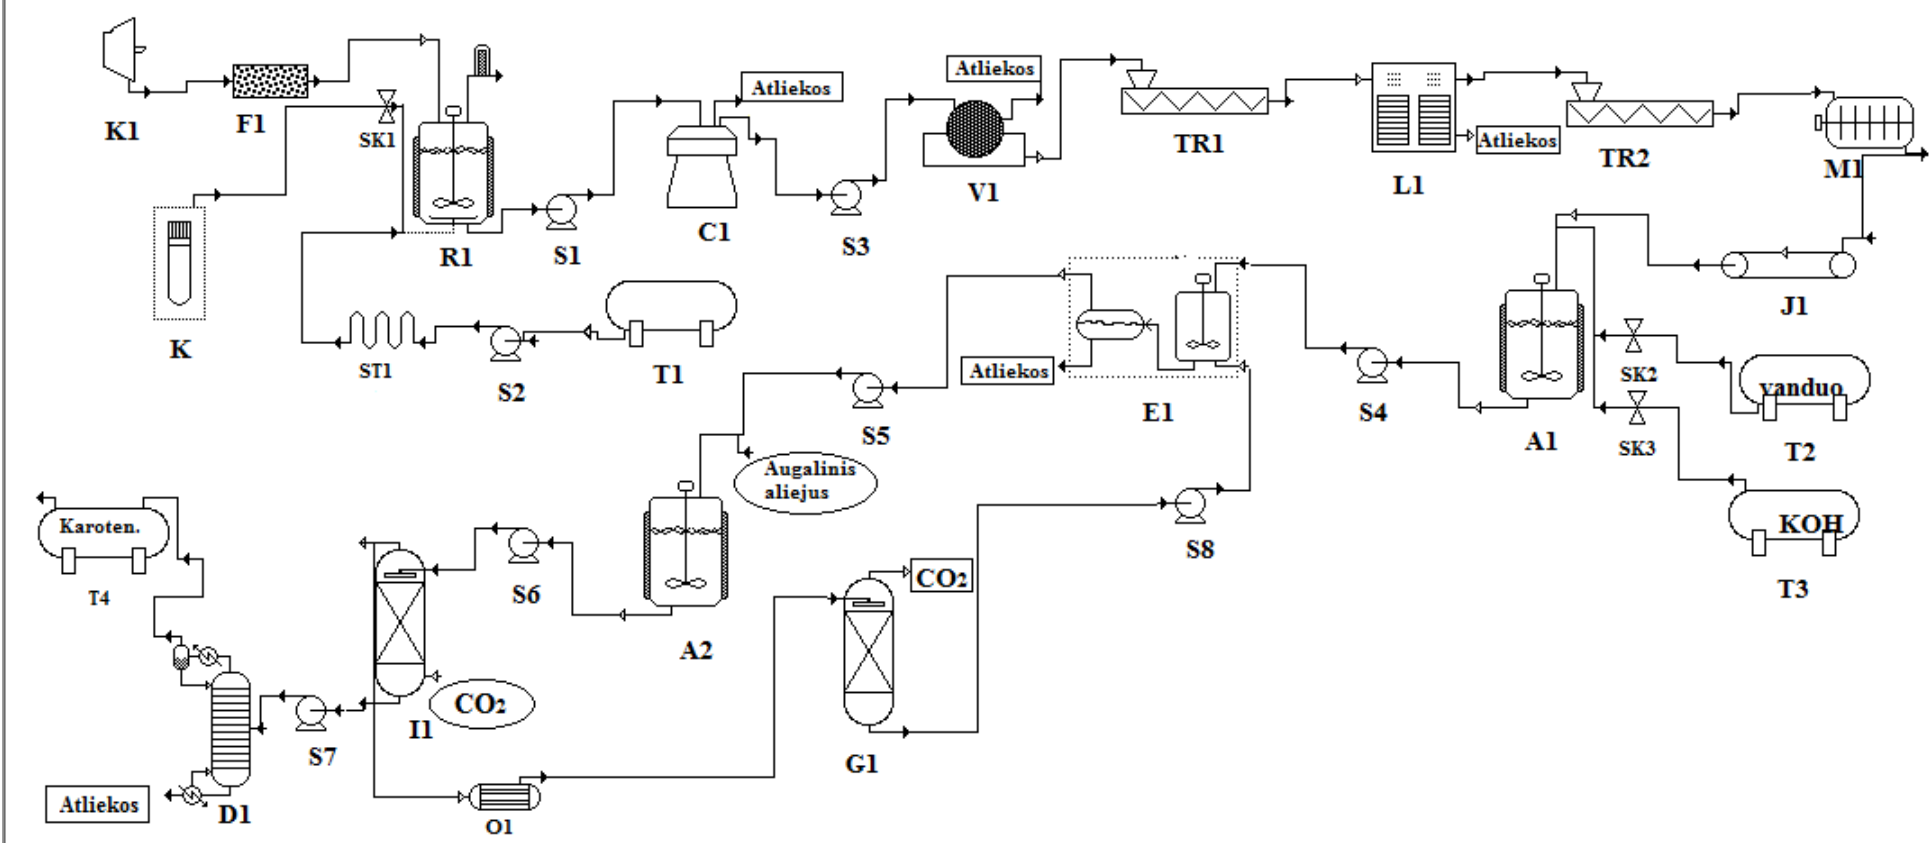 K1
F1
SK1
R1
S1
Atliekos
C1
S3
Atliekos
V1
TR1
L1
Atliekos
TR2
M1
K
ST1
S2
T1
Atliekos
E1
S4
A1
J1
SK2
SK3
vanduo
T2
KOH
T3
S5
Augalinis
aliejus
Karoten.
T4
S6
A2
CO2
S8
I1
CO2
G1
S7
D1
Atliekos
O1